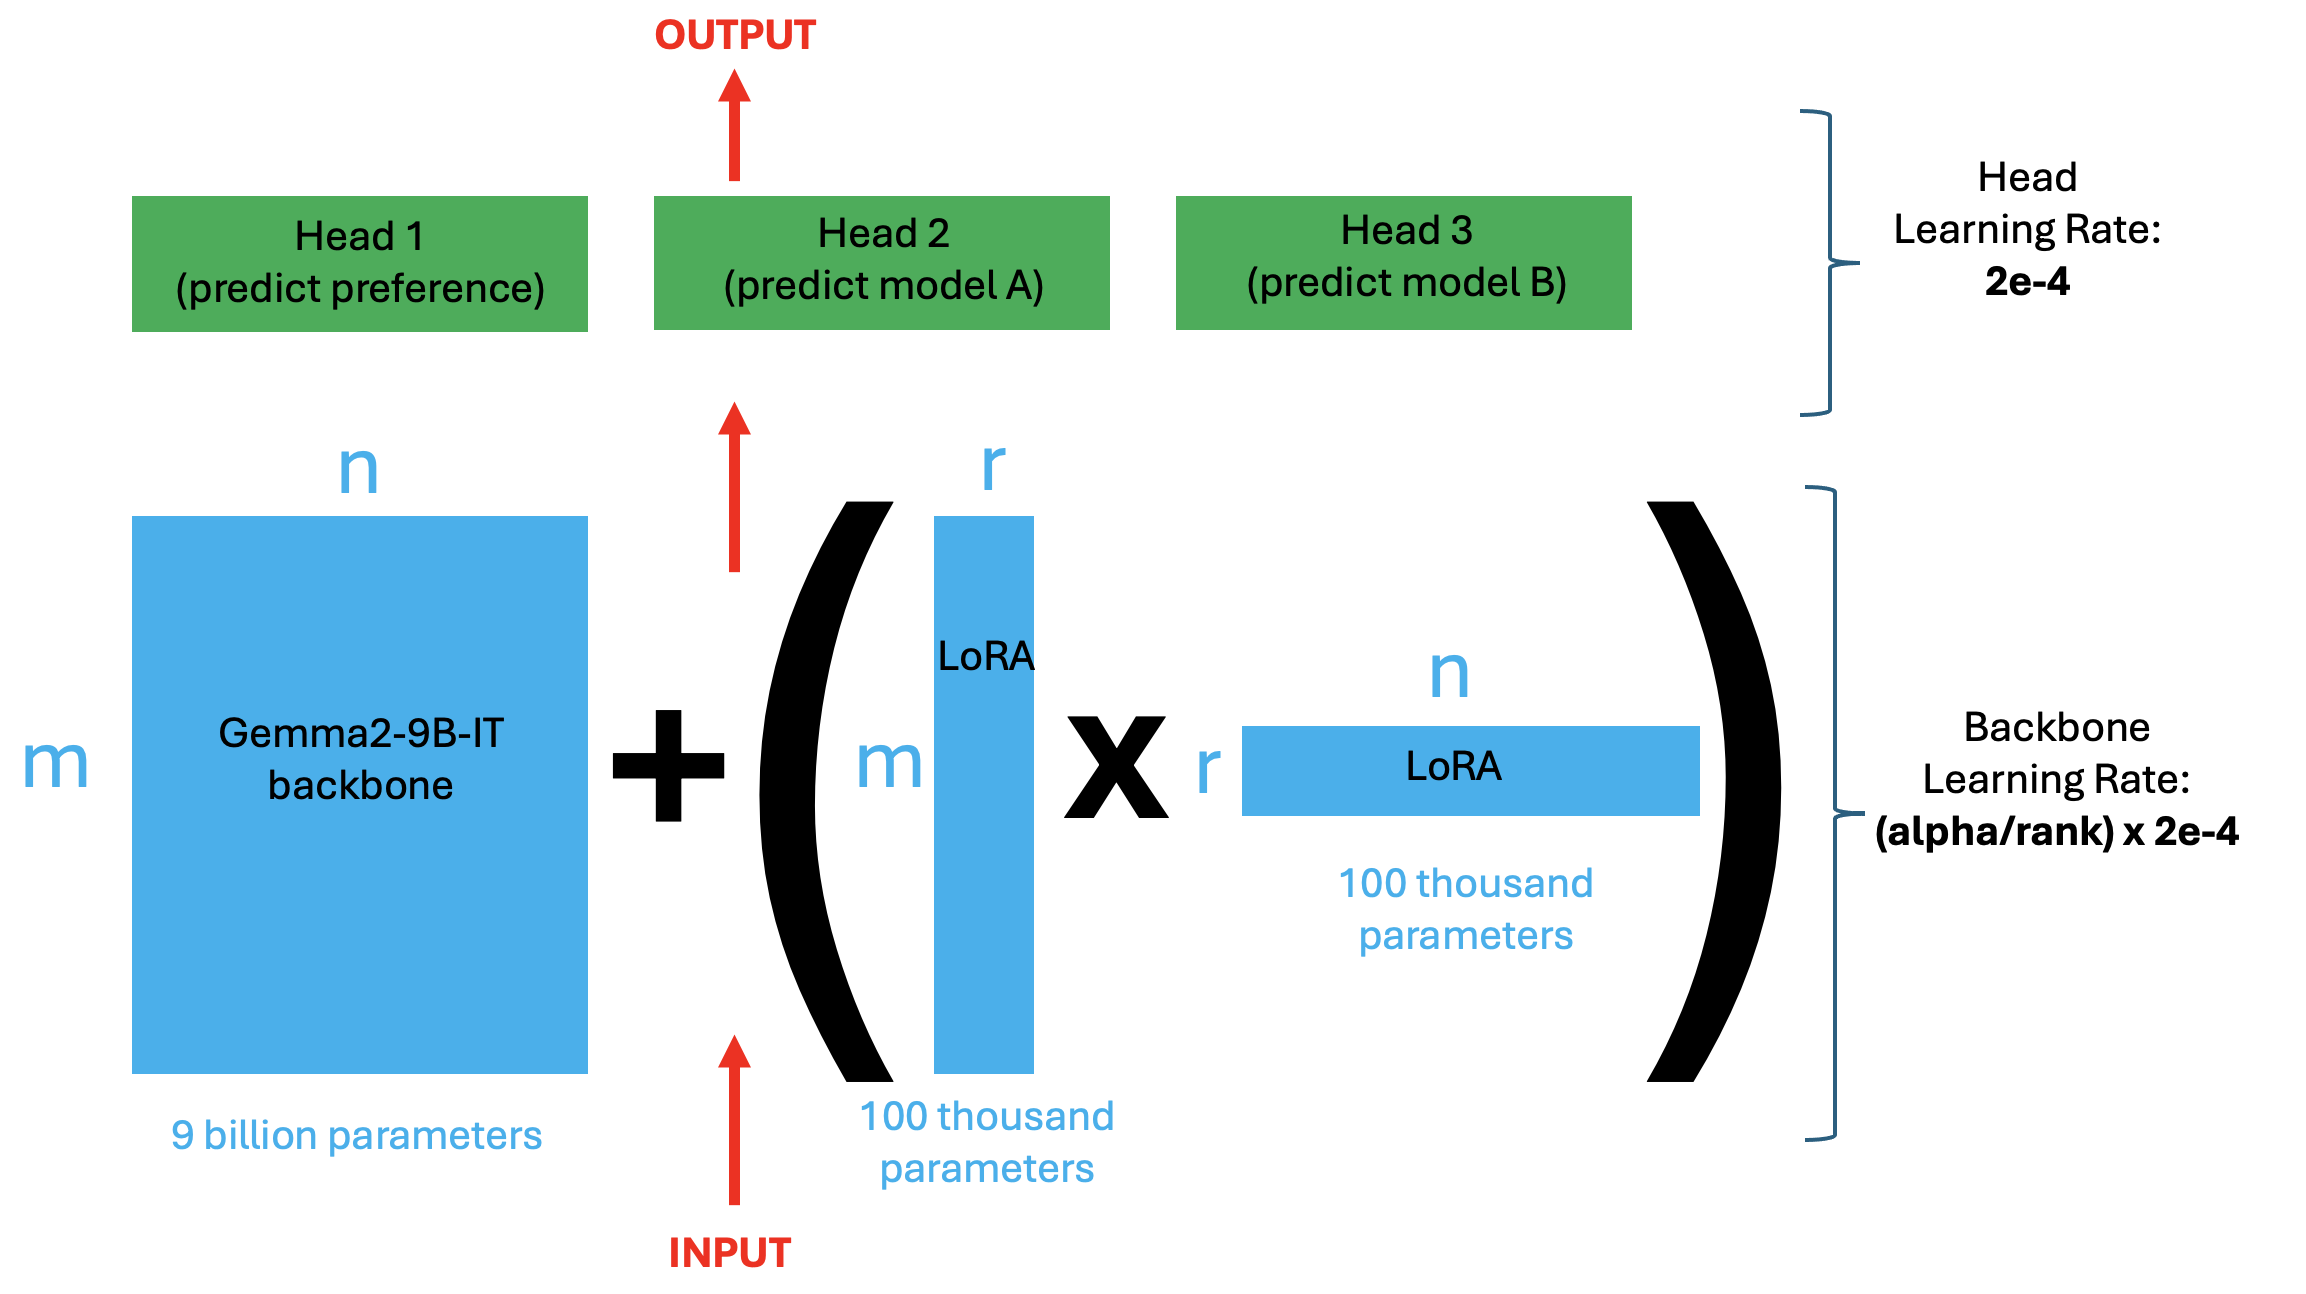 OUTPUT
Head 1
(predict preference)
Head 2
(predict model A)
Head 3
(predict model B)
Head
Learning Rate:
2e-4
n
r
m
Gemma2-9B-IT
backbone
+
(
m
LoRA
x
r
n
LoRA
)
100 thousand
parameters
Backbone
Learning Rate:
(alpha/rank) x 2e-4
9 billion parameters
100 thousand
parameters
INPUT